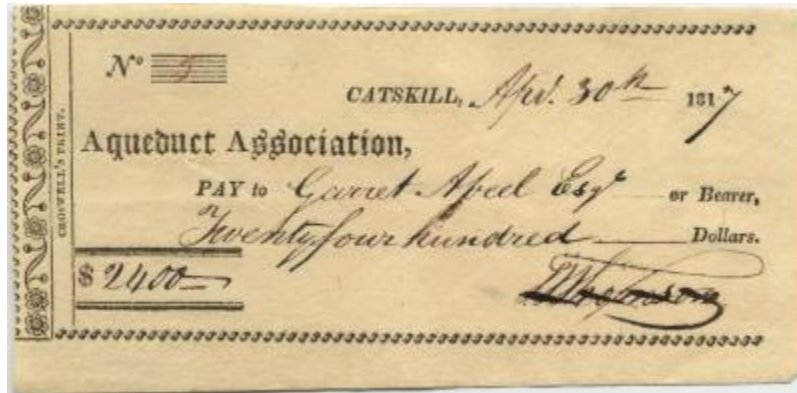 No 5
CATSKILL, Apr. 30th 1817
Aqueduct Association,
PAY to Garret Abeel Esqr or Bearer,
Twenty four hundred Dollars.
$ 2400
CROSWELL'S PRINT.